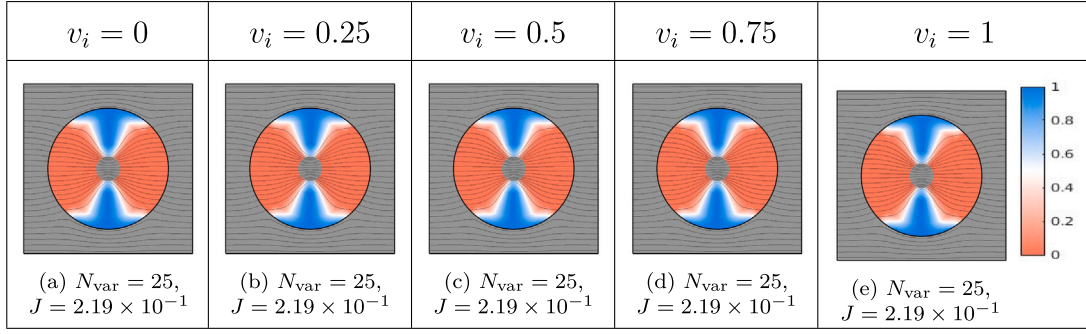 v_i = 0
v_i = 0.25
v_i = 0.5
v_i = 0.75
v_i = 1
(a) N_var = 25,
J = 2.19 × 10⁻¹
(b) N_var = 25,
J = 2.19 × 10⁻¹
(c) N_var = 25,
J = 2.19 × 10⁻¹
(d) N_var = 25,
J = 2.19 × 10⁻¹
1
0.8
0.6
0.4
0.2
0
(e) N_var = 25,
J = 2.19 × 10⁻¹